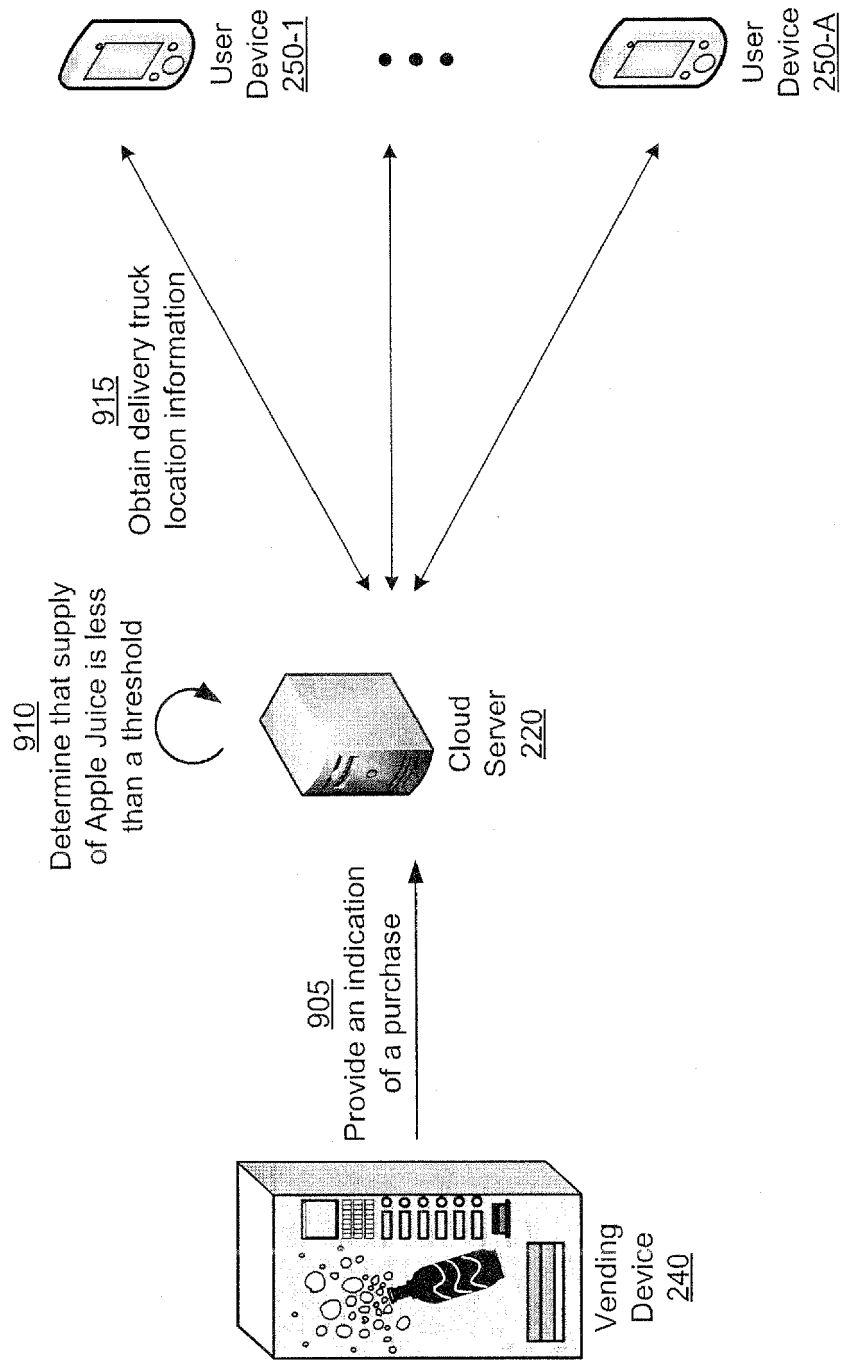 905
Provide an indication
of a purchase
Vending
Device
240
910
Determine that supply
of Apple Juice is less
than a threshold
Cloud
Server
220
915
Obtain delivery truck
location information
User
Device
250-1
User
Device
250-A